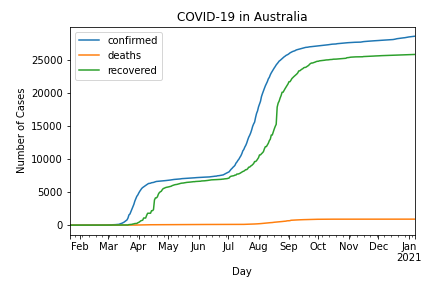 COVID-19 in Australia
confirmed
deaths
recovered
Number of Cases
25000
20000
15000
10000
5000
0
Feb Mar Apr May Jun Jul Aug Sep Oct Nov Dec Jan
2021
Day